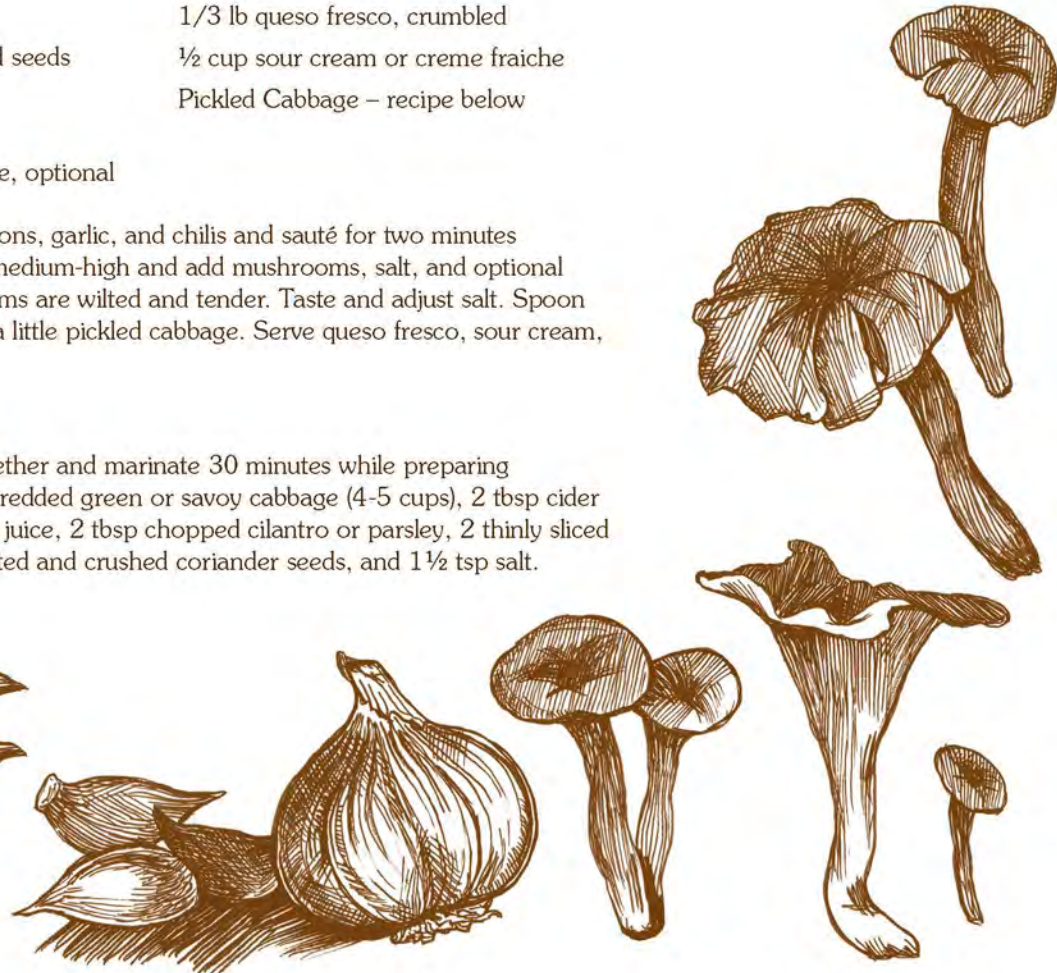 1/3 lb queso fresco, crumbled
seeds
½ cup sour cream or creme fraiche
Pickled Cabbage – recipe below
optional
garlic, and chilis and sauté for two minutes
medium-high and add mushrooms, salt, and optional
are wilted and tender. Taste and adjust salt. Spoon
a little pickled cabbage. Serve queso fresco, sour cream,
and marinate 30 minutes while preparing
green or savoy cabbage (4-5 cups), 2 tbsp cider
juice, 2 tbsp chopped cilantro or parsley, 2 thinly sliced
and crushed coriander seeds, and 1½ tsp salt.